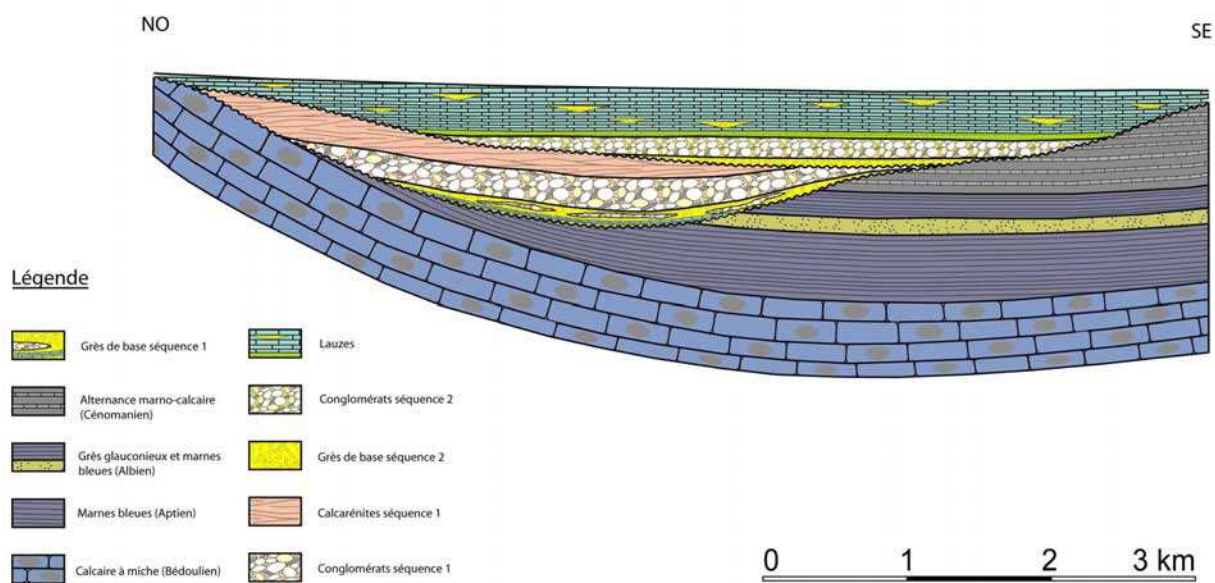 NO
SE
Légende
Grès de base séquence 1
Alternance marno-calcaire
(Cénomanien)
Grès glauconieux et marnes
bleues (Albien)
Marnes bleues (Aptien)
Calcaire à miche (Bédoulien)
Lauzes
Conglomérats séquence 2
Grès de base séquence 2
Calcarénites séquence 1
Conglomérats séquence 1
0 1 2 3 km